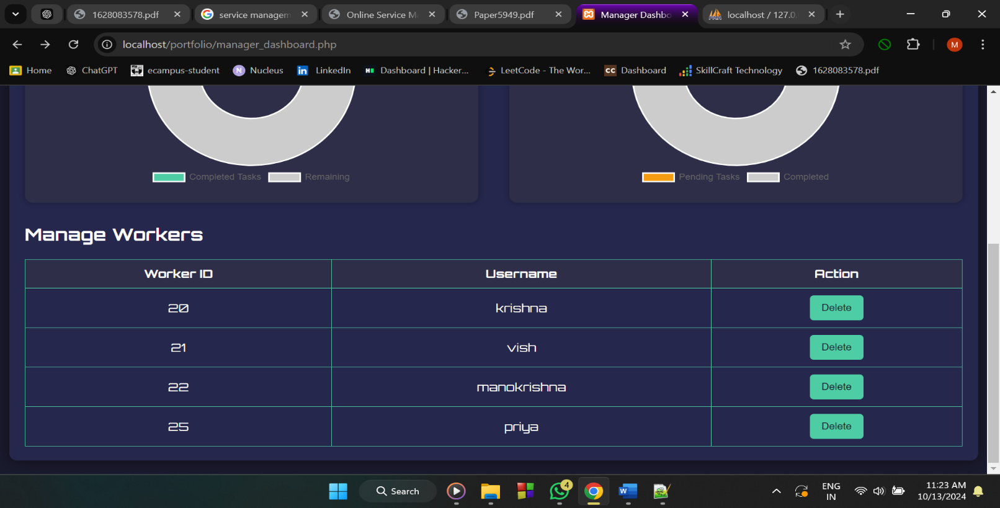 1628083578.pdf
service managem
Online Service M
Paper5949.pdf
Manager Dashbo
localhost / 127.0.
localhost/portfolio/manager_dashboard.php
M
Home
ChatGPT
ecampus-student
N Nucleus
in LinkedIn
H Dashboard | Hacker...
LeetCode - The Wor...
CC Dashboard
SkillCraft Technology
1628083578.pdf
Completed Tasks Remaining
Pending Tasks Completed
Manage Workers
Worker ID Username Action
20 krishna Delete
21 vish Delete
22 manokrishna Delete
25 priya Delete
Search
4
W
ENG
IN
11:23 AM
10/13/2024